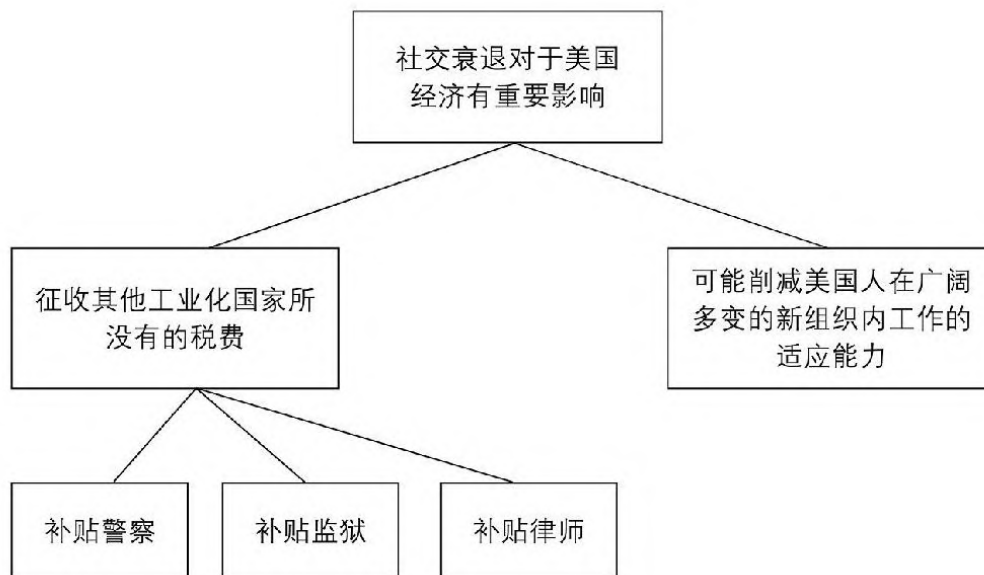 社交衰退对于美国
经济有重要影响
征收其他工业化国家所
没有的税费
可能削减美国人在广阔
多变的新组织内工作的
适应能力
补贴警察
补贴监狱
补贴律师